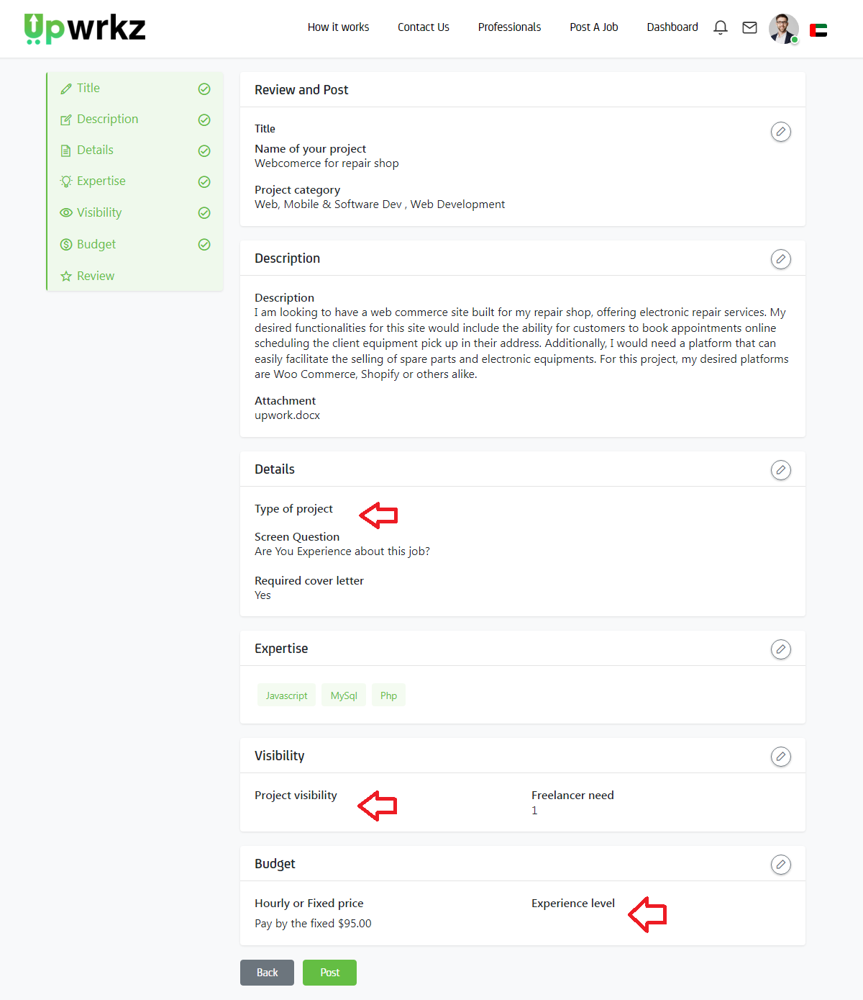 Upwrkz
How it works
Contact Us
Professionals
Post A Job
Dashboard
Title
Description
Details
Expertise
Visibility
Budget
Review
Review and Post
Title
Name of your project
Webcomerce for repair shop
Project category
Web, Mobile & Software Dev , Web Development
Description
Description
I am looking to have a web commerce site built for my repair shop, offering electronic repair services. My
desired functionalities for this site would include the ability for customers to book appointments online
scheduling the client equipment pick up in their address. Additionally, I would need a platform that can
easily facilitate the selling of spare parts and electronic equipments. For this project, my desired platforms
are Woo Commerce, Shopify or others alike.
Attachment
upwork.docx
Details
Type of project
Screen Question
Are You Experience about this job?
Required cover letter
Yes
Expertise
Javascript
MySql
Php
Visibility
Project visibility
Freelancer need
1
Budget
Hourly or Fixed price
Pay by the fixed $95.00
Experience level
Back
Post